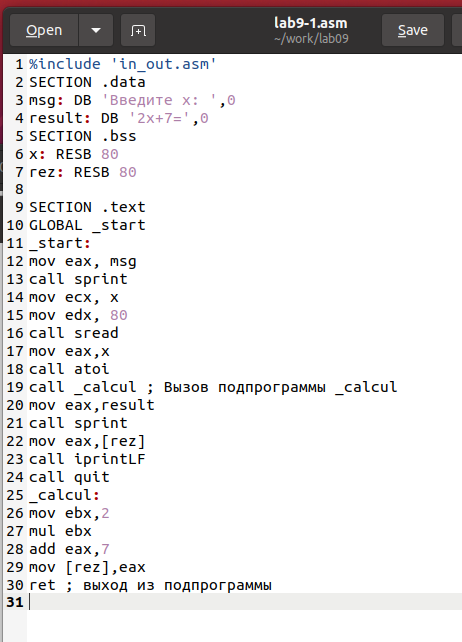 Open
lab9-1.asm
~/work/lab09
Save
1 %include 'in_out.asm'
2 SECTION .data
3 msg: DB 'Введите x: ',0
4 result: DB '2x+7=',0
5 SECTION .bss
6 x: RESB 80
7 rez: RESB 80
8
9 SECTION .text
10 GLOBAL _start
11 _start:
12 mov eax, msg
13 call sprint
14 mov ecx, x
15 mov edx, 80
16 call sread
17 mov eax,x
18 call atoi
19 call _calcul ; Вызов подпрограммы _calcul
20 mov eax,result
21 call sprint
22 mov eax,[rez]
23 call iprintLF
24 call quit
25 _calcul:
26 mov ebx,2
27 mul ebx
28 add eax,7
29 mov [rez],eax
30 ret ; выход из подпрограммы
31